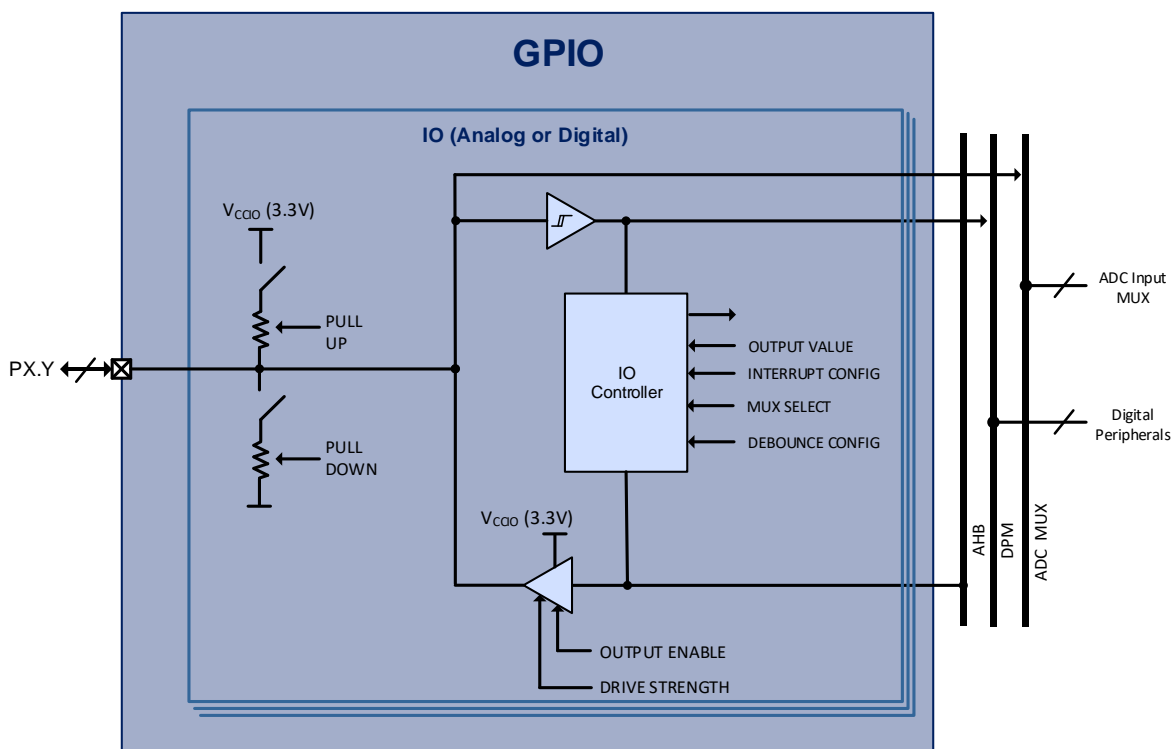 GPIO
IO (Analog or Digital)
VCCIO (3.3V)
PULL
UP
PX.Y
PULL
DOWN
IO
Controller
OUTPUT VALUE
INTERRUPT CONFIG
MUX SELECT
DEBOUNCE CONFIG
VCCIO (3.3V)
OUTPUT ENABLE
DRIVE STRENGTH
AHB
DPM
ADC MUX
ADC Input
MUX
Digital
Peripherals